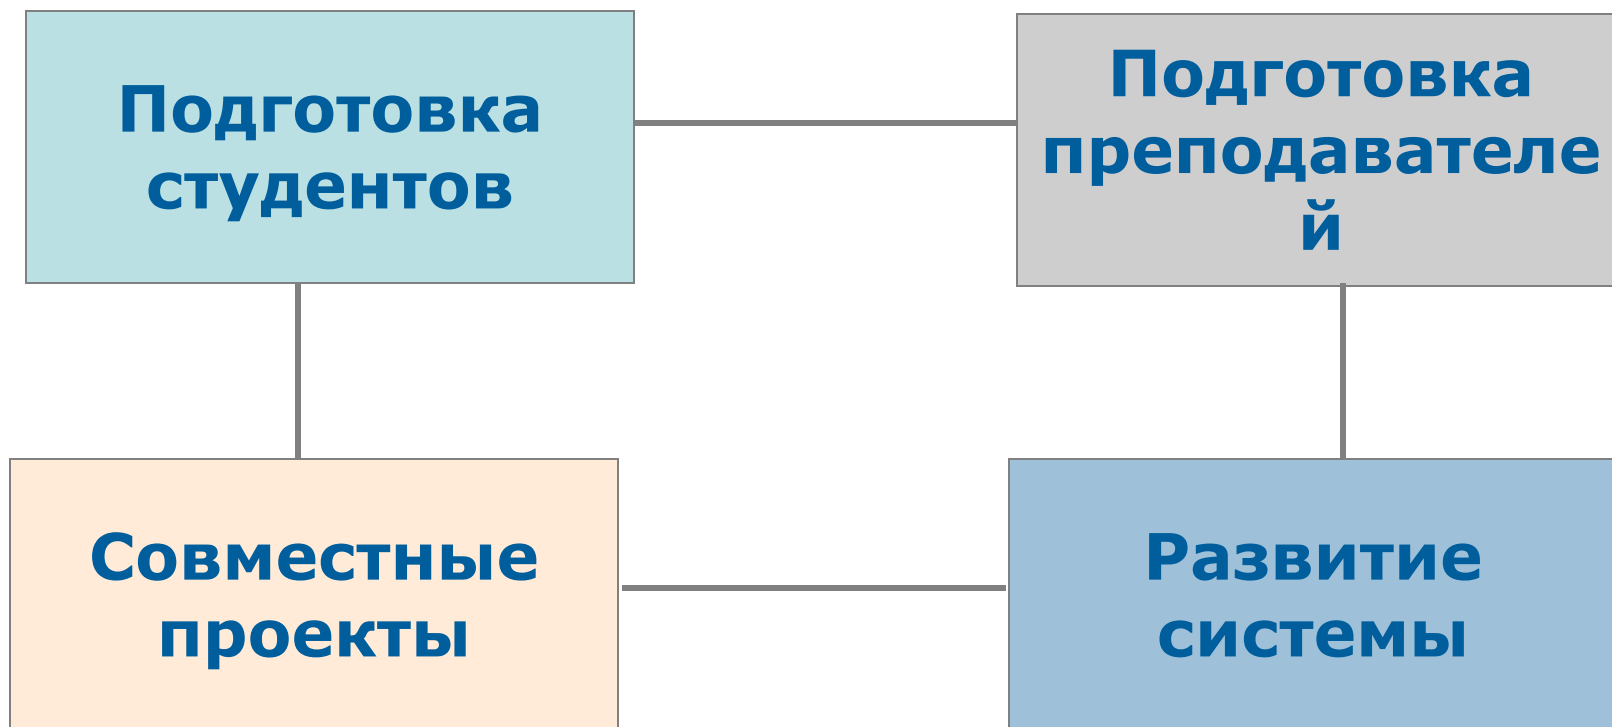 Подготовка
студентов
Подготовка
преподавателе
й
Совместные
проекты
Развитие
системы